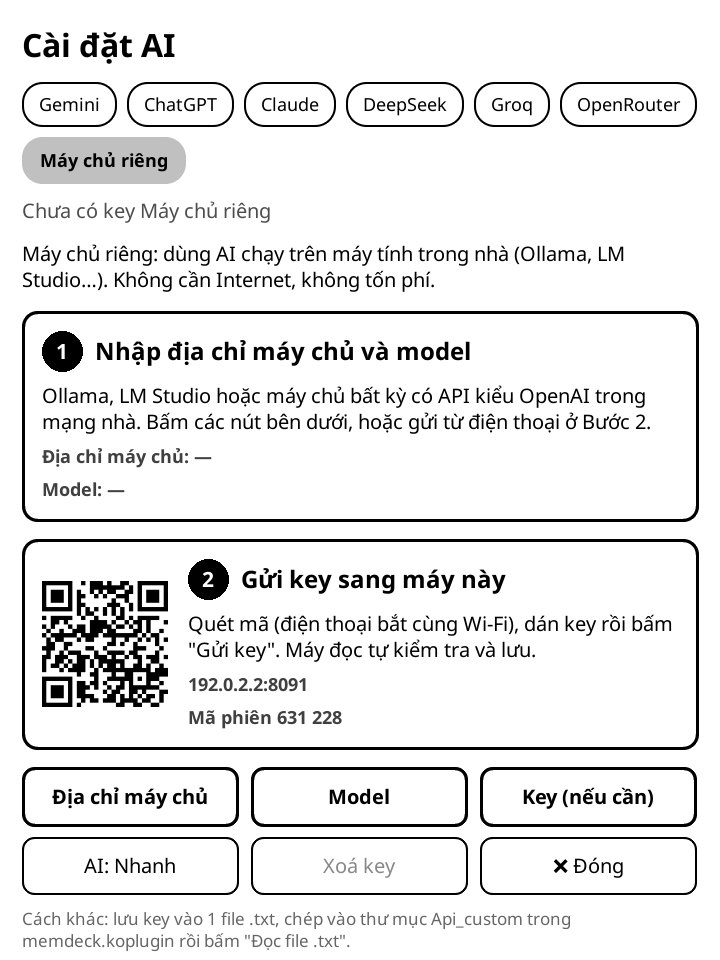 Cài đặt AI
Gemini ChatGPT Claude DeepSeek Groq OpenRouter
Máy chủ riêng
Chưa có key Máy chủ riêng
Máy chủ riêng: dùng AI chạy trên máy tính trong nhà (Ollama, LM
Studio...). Không cần Internet, không tốn phí.
1 Nhập địa chỉ máy chủ và model
Ollama, LM Studio hoặc máy chủ bất kỳ có API kiểu OpenAI trong
mạng nhà. Bấm các nút bên dưới, hoặc gửi từ điện thoại ở Bước 2.
Địa chỉ máy chủ: —
Model: —
2 Gửi key sang máy này
Quét mã (điện thoại bắt cùng Wi-Fi), dán key rồi bấm
"Gửi key". Máy đọc tự kiểm tra và lưu.
192.0.2.2:8091
Mã phiên 631 228
Địa chỉ máy chủ Model Key (nếu cần)
AI: Nhanh Xoá key ✕ Đóng
Cách khác: lưu key vào 1 file .txt, chép vào thư mục Api_custom trong
memdeck.koplugin rồi bấm "Đọc file .txt".